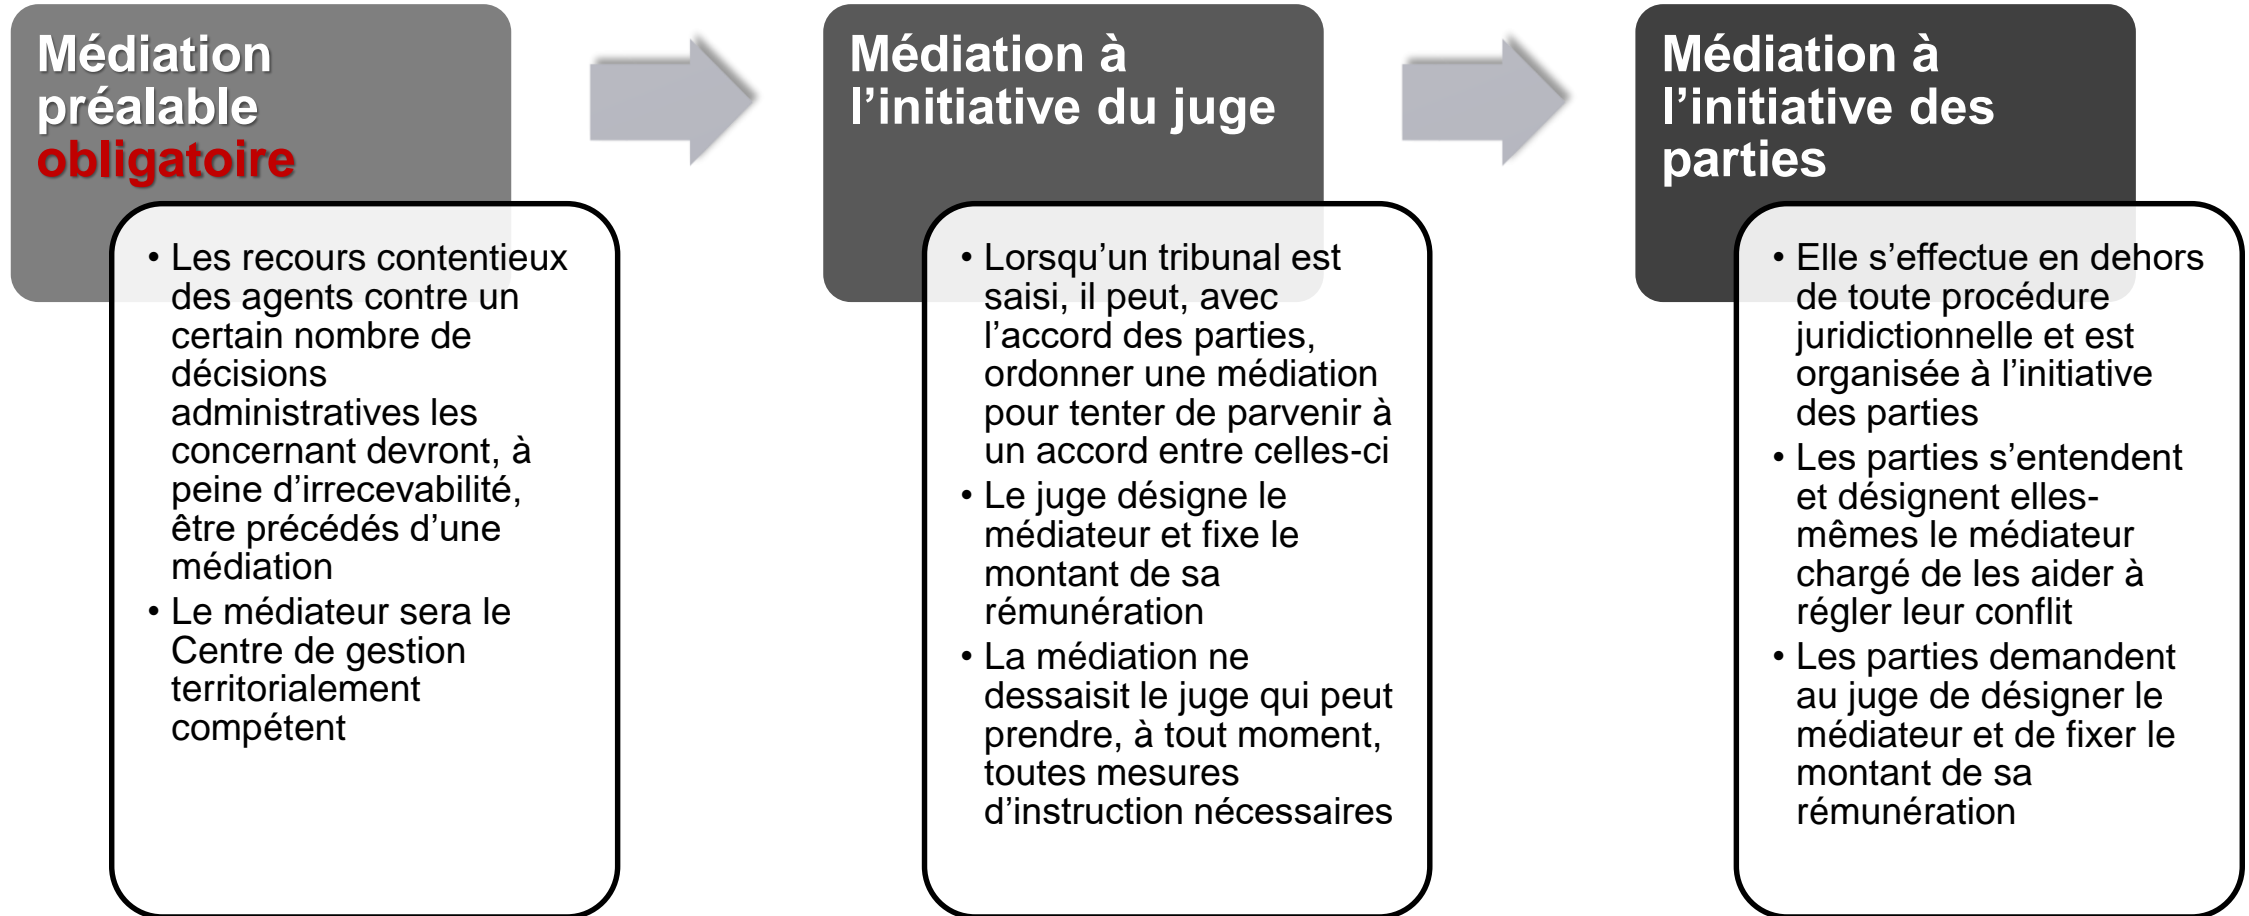 Médiation
préalable
obligatoire
• Les recours contentieux
des agents contre un
certain nombre de
décisions
administratives les
concernant devront, à
peine d’irrecevabilité,
être précédés d’une
médiation
• Le médiateur sera le
Centre de gestion
territorialement
compétent
Médiation à
l’initiative du juge
• Lorsqu’un tribunal est
saisi, il peut, avec
l’accord des parties,
ordonner une médiation
pour tenter de parvenir à
un accord entre celles-ci
• Le juge désigne le
médiateur et fixe le
montant de sa
rémunération
• La médiation ne
dessaisit le juge qui peut
prendre, à tout moment,
toutes mesures
d’instruction nécessaires
Médiation à
l’initiative des
parties
• Elle s’effectue en dehors
de toute procédure
juridictionnelle et est
organisée à l’initiative
des parties
• Les parties s’entendent
et désignent elles-
mêmes le médiateur
chargé de les aider à
régler leur conflit
• Les parties demandent
au juge de désigner le
médiateur et de fixer le
montant de sa
rémunération